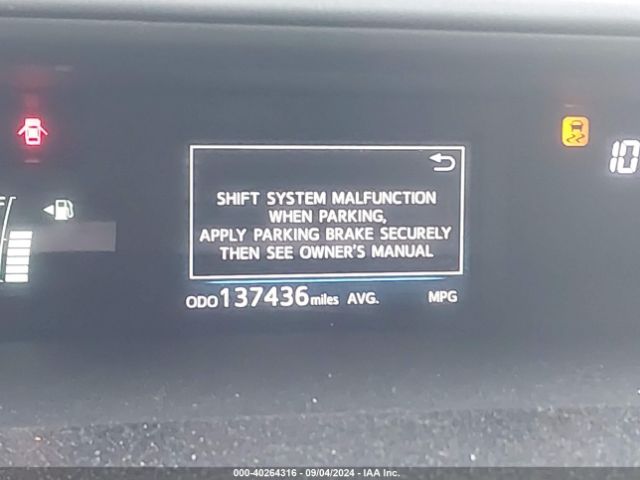 10
SHIFT SYSTEM MALFUNCTION
WHEN PARKING,
APPLY PARKING BRAKE SECURELY
THEN SEE OWNER'S MANUAL
ODO 137436 miles AVG. MPG
000-40264316 - 09/04/2024 - IAA Inc.